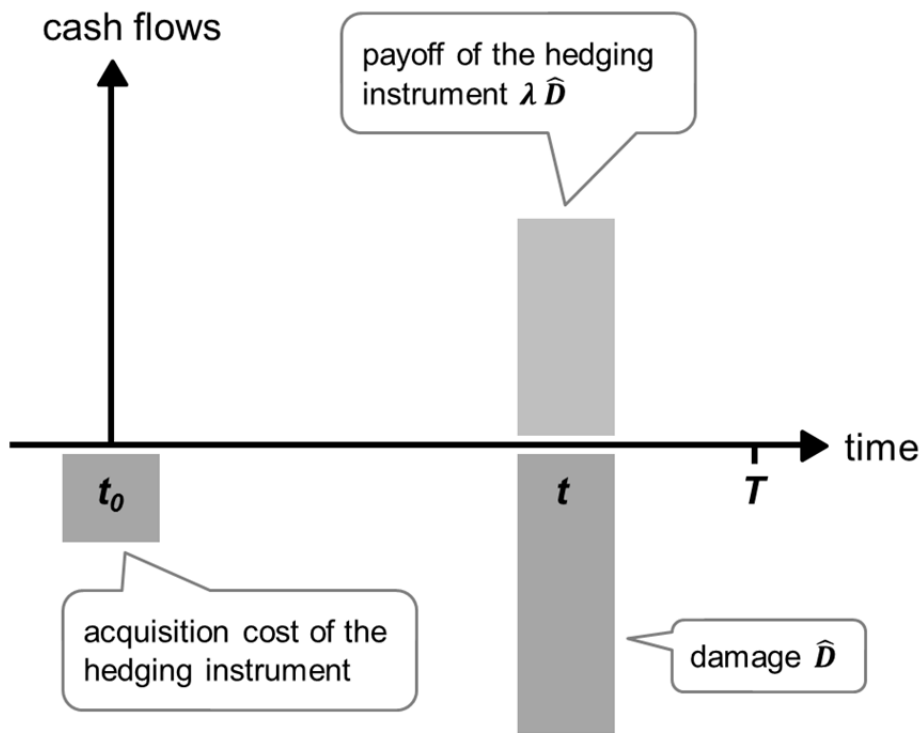 cash flows
payoff of the hedging
instrument λ D̂
time
t₀
t
T
acquisition cost of the
hedging instrument
damage D̂